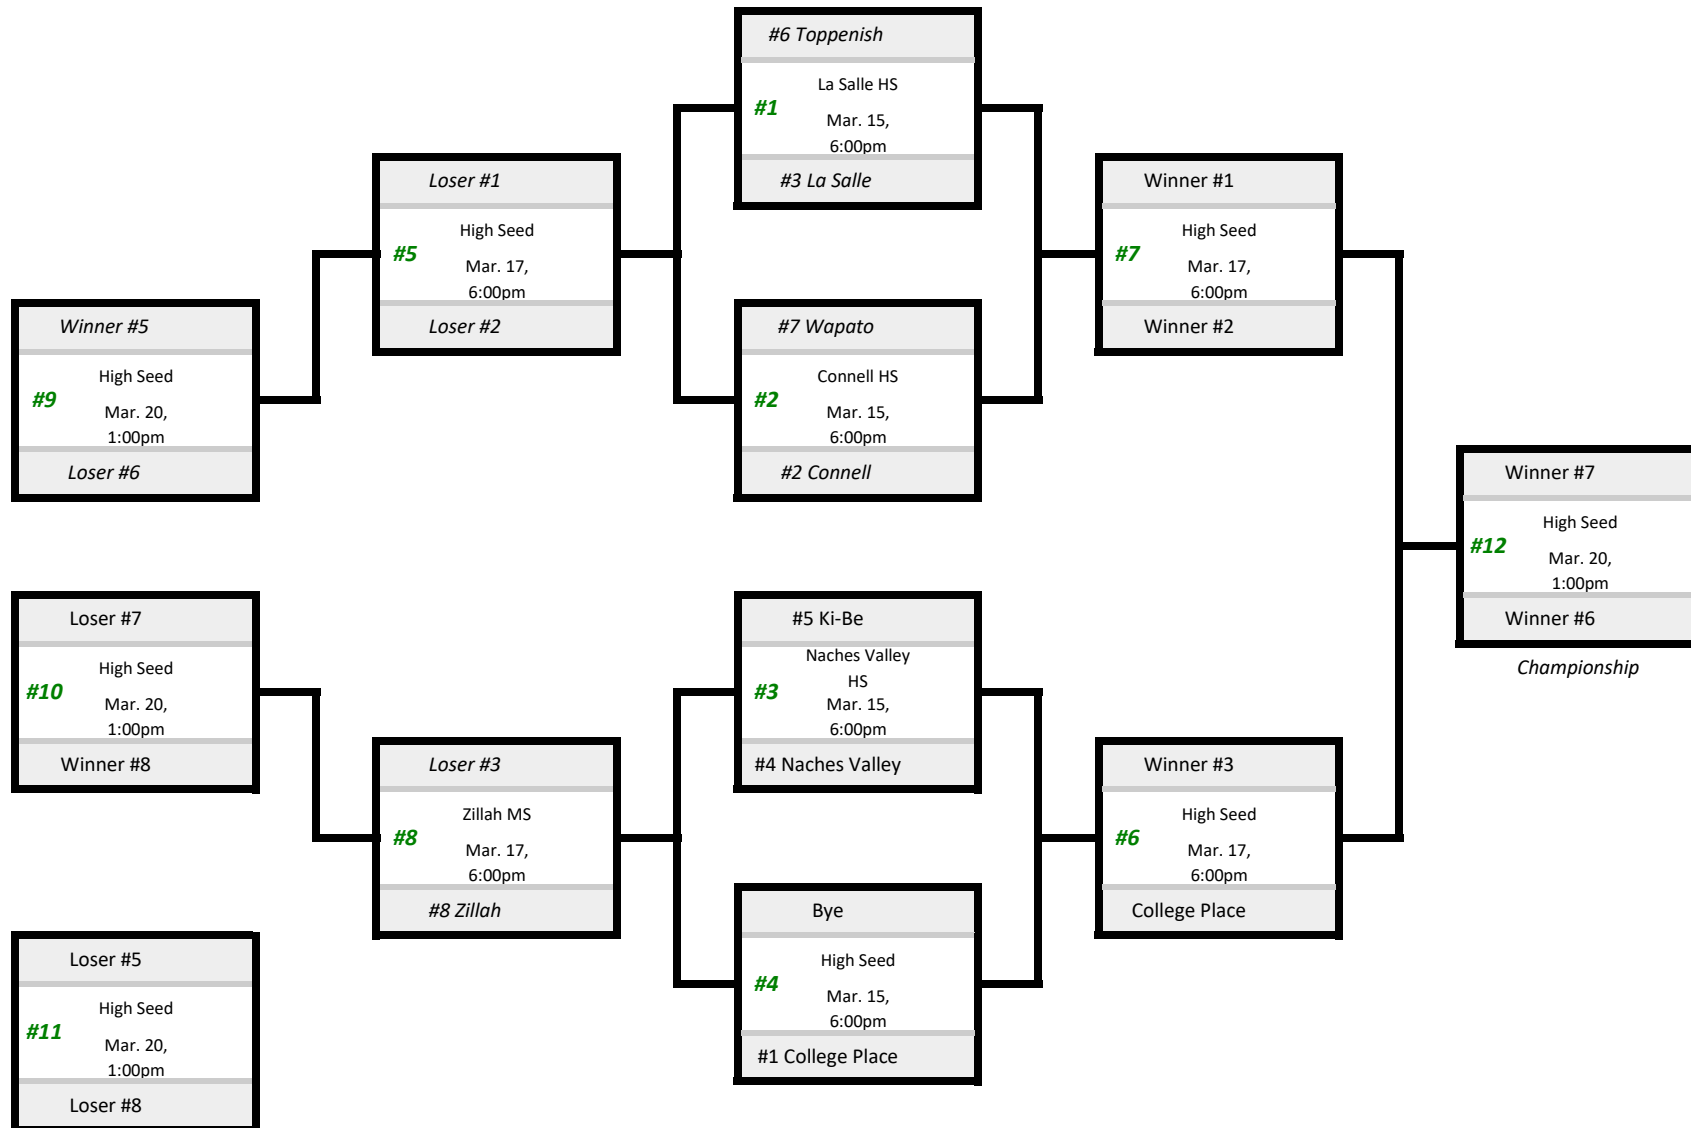 #6 Toppenish
La Salle HS
#1
Mar. 15,
6:00pm
#3 La Salle
Loser #1
High Seed
#5
Mar. 17,
6:00pm
Loser #2
Winner #1
High Seed
#7
Mar. 17,
6:00pm
Winner #2
Winner #5
High Seed
#9
Mar. 20,
1:00pm
Loser #6
#7 Wapato
Connell HS
#2
Mar. 15,
6:00pm
#2 Connell
Winner #7
High Seed
#12
Mar. 20,
1:00pm
Winner #6
Championship
Loser #7
High Seed
#10
Mar. 20,
1:00pm
Winner #8
#5 Ki-Be
Naches Valley
HS
#3
Mar. 15,
6:00pm
#4 Naches Valley
Loser #3
Zillah MS
#8
Mar. 17,
6:00pm
#8 Zillah
Winner #3
High Seed
#6
Mar. 17,
6:00pm
College Place
Bye
High Seed
#4
Mar. 15,
6:00pm
#1 College Place
Loser #5
High Seed
#11
Mar. 20,
1:00pm
Loser #8